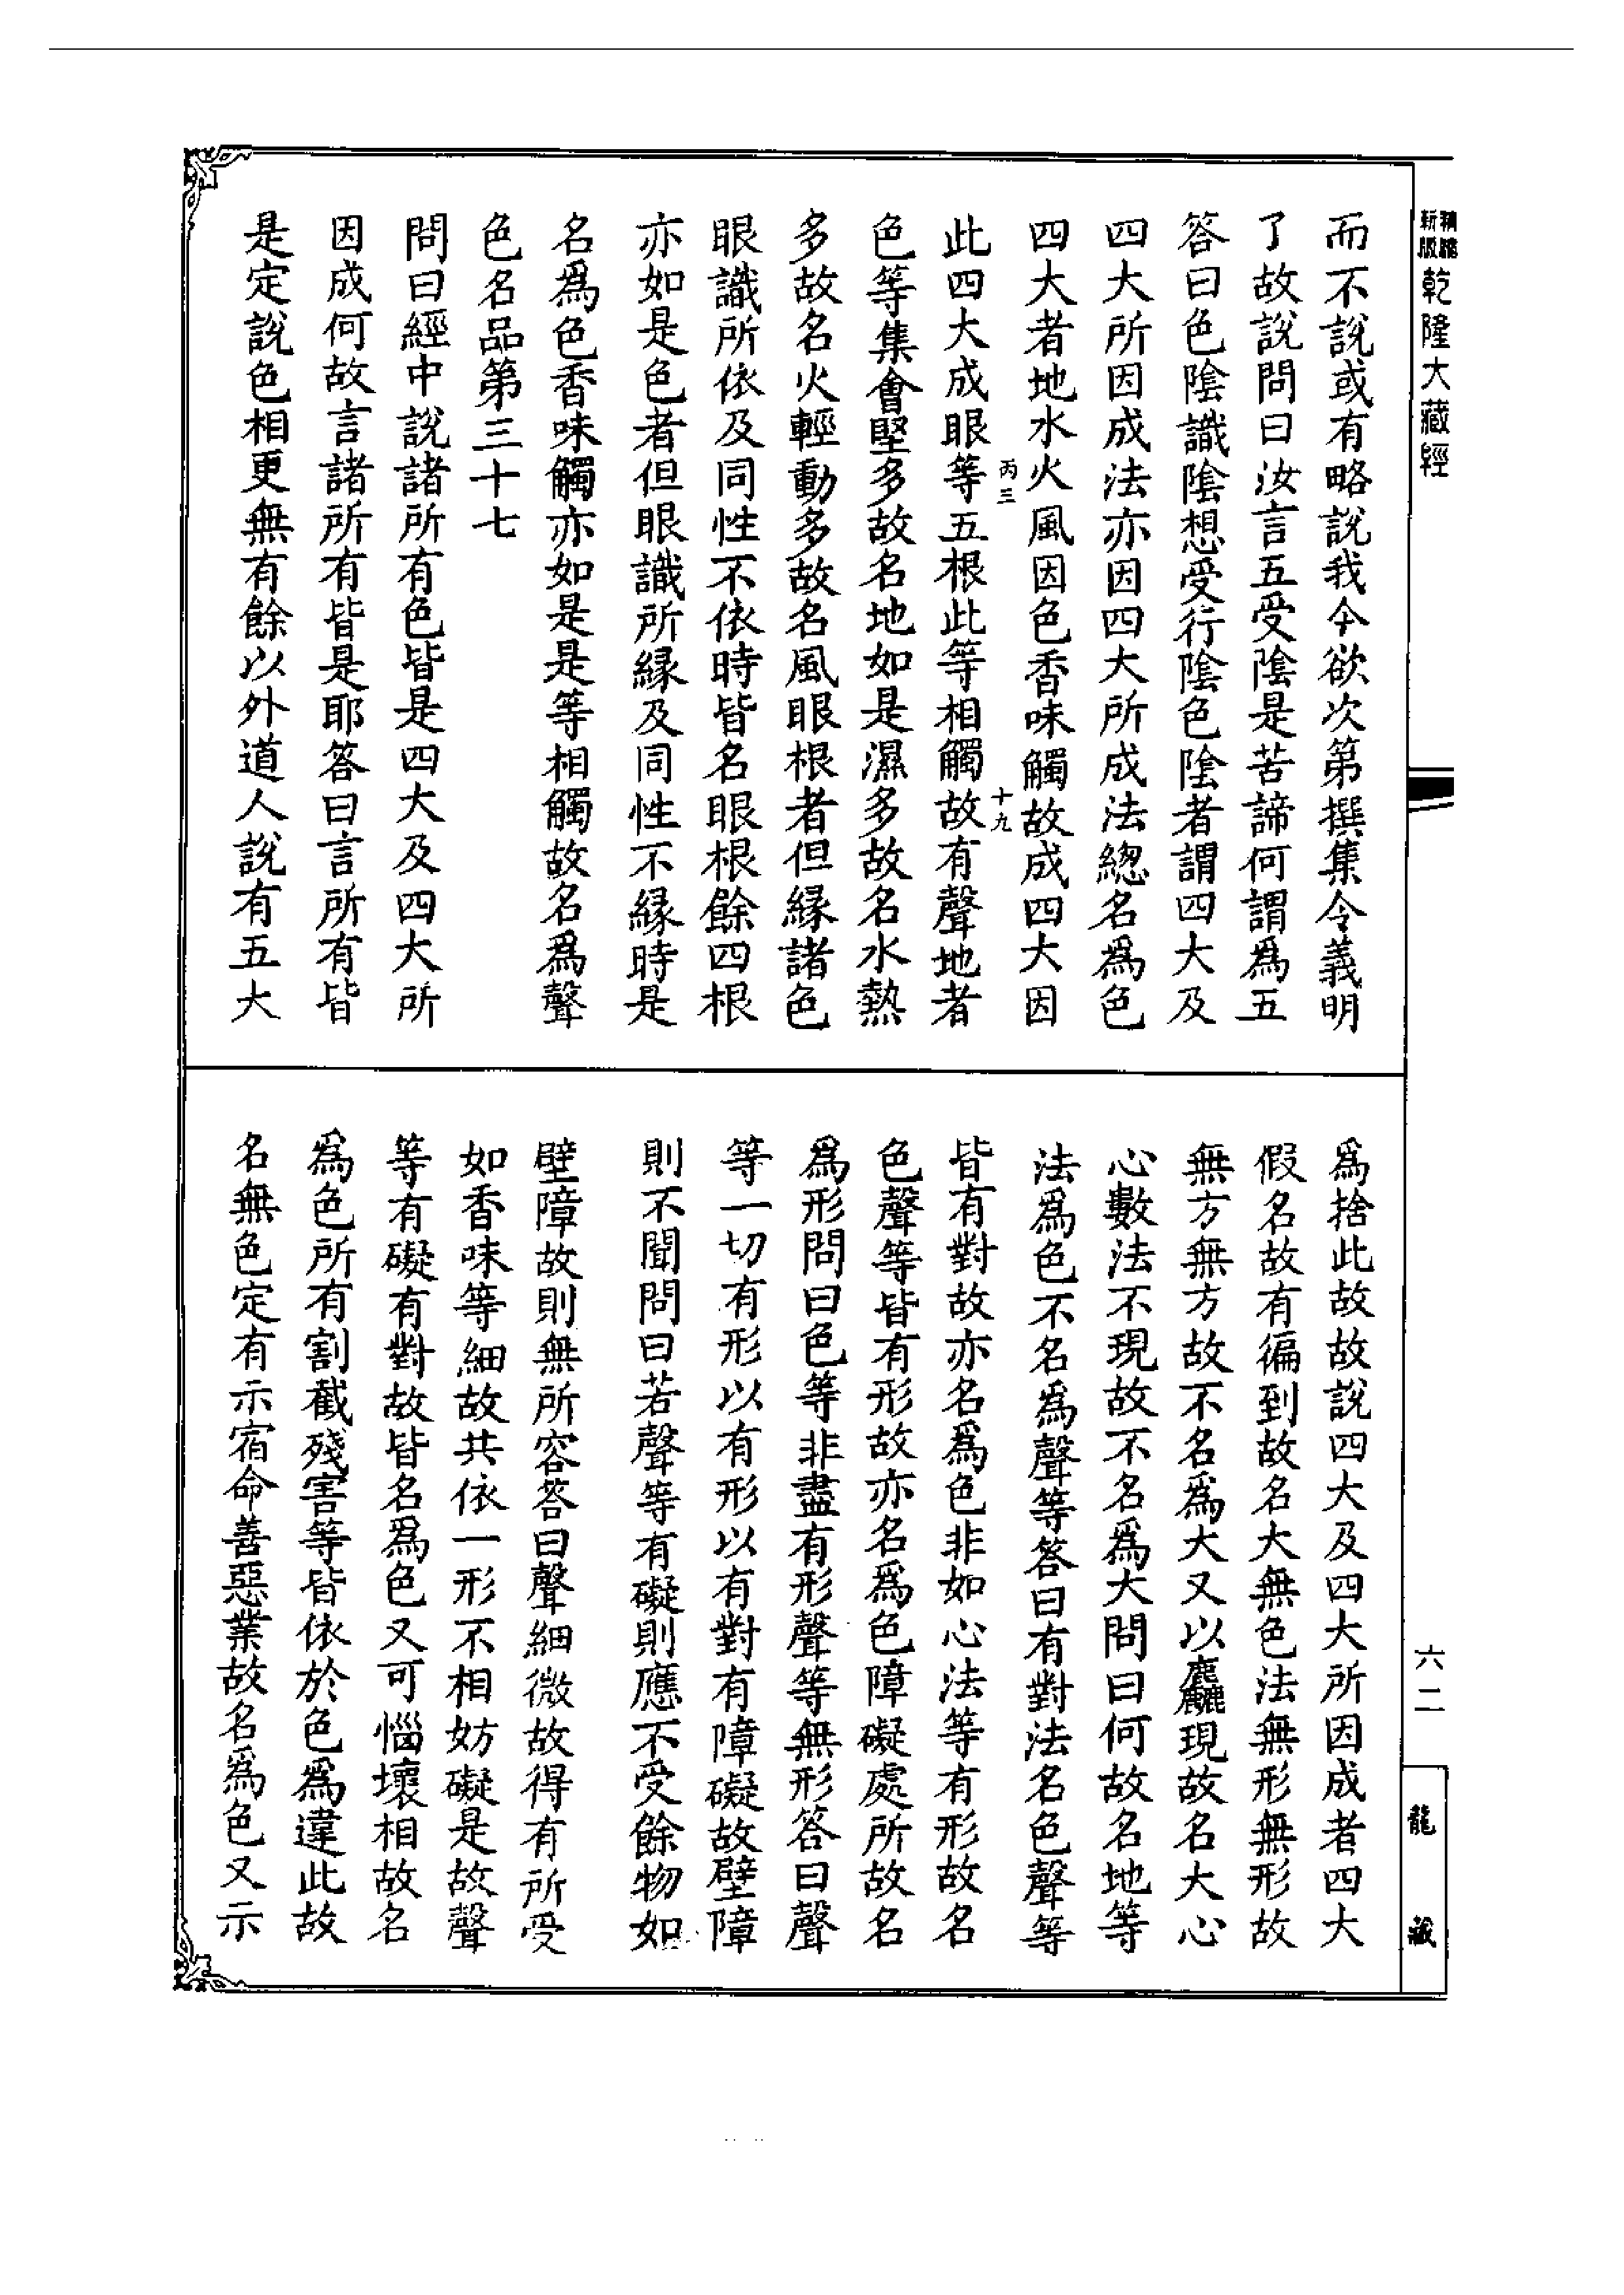 精縮新版乾隆大藏經
而不說或有略說我今欲次第撰集令義明
了故說問曰汝言五受陰是苦諦何謂爲五
答曰色陰識陰想受行陰色陰者謂四大及
四大所因成法亦因四大所成法總名爲色
四大者地水火風因色香味觸故成四大因
丙三 十九
此四大成眼等五根此等相觸故有聲地者
色等集會堅多故名地如是濕多故名水熱
多故名火輕動多故名風眼根者但緣諸色
眼識所依及同性不依時皆名眼根餘四根
亦如是色者但眼識所緣及同性不緣時是
名爲色香味觸亦如是是等相觸故名爲聲
色名品第三十七
問曰經中說諸所有色皆是四大及四大所
因成何故言諸所有皆是耶答曰言所有皆
是定說色相更無有餘以外道人說有五大
爲捨此故故說四大及四大所因成者四大
假名故有徧到故名大無色法無形無形故
無方無方故不名爲大又以麤現故名大心
心數法不現故不名爲大問曰何故名地等
法爲色不名爲聲等答曰有對法名色聲等
皆有對故亦名爲色非如心法等有形故名
色聲等皆有形故亦名爲色障礙處所故名
爲形問曰色等非盡有形聲等無形答曰聲
等一切有形以有形以有對有障礙故壁障
則不聞問曰若聲等有礙則應不受餘物如
壁障故則無所容答曰聲細微故得有所受
如香味等細故共依一形不相妨礙是故聲
等有礙有對故皆名爲色又可惱壞相故名
爲色所有割截殘害等皆依於色爲違此故
名無色定有示宿命善惡業故名爲色又示
六二
龍藏